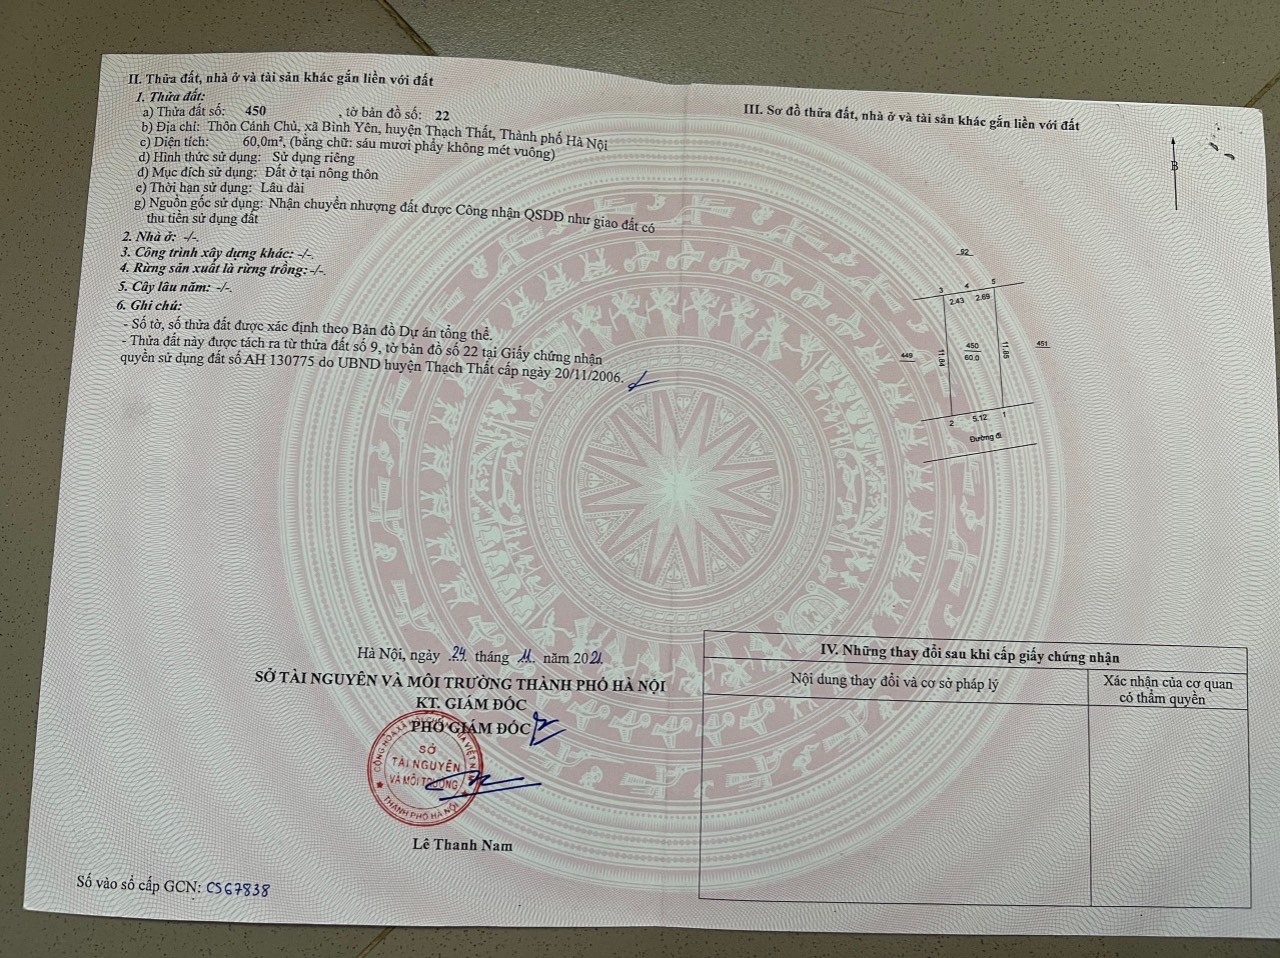 II. Thửa đất, nhà ở và tài sản khác gắn liền với đất
1. Thửa đất:
a) Thửa đất số: 450 , tờ bản đồ số: 22
b) Địa chỉ: Thôn Cánh Chủ, xã Bình Yên, huyện Thạch Thất, Thành phố Hà Nội
c) Diện tích: 60,0m², (bằng chữ: sáu mươi phẩy không mét vuông)
d) Hình thức sử dụng: Sử dụng riêng
đ) Mục đích sử dụng: Đất ở tại nông thôn
e) Thời hạn sử dụng: Lâu dài
g) Nguồn gốc sử dụng: Nhận chuyển nhượng đất được Công nhận QSDĐ như giao đất có
thu tiền sử dụng đất
2. Nhà ở: -/-.
3. Công trình xây dựng khác: -/-.
4. Rừng sản xuất là rừng trồng: -/-.
5. Cây lâu năm: -/-.
6. Ghi chú:
- Số tờ, số thửa đất được xác định theo Bản đồ Dự án tổng thể.
- Thửa đất này được tách ra từ thửa đất số 9, tờ bản đồ số 22 tại Giấy chứng nhận
quyền sử dụng đất số AH 130775 do UBND huyện Thạch Thất cấp ngày 20/11/2006.
Hà Nội, ngày 24 tháng 11 năm 2021.
SỞ TÀI NGUYÊN VÀ MÔI TRƯỜNG THÀNH PHỐ HÀ NỘI
KT. GIÁM ĐỐC
PHÓ GIÁM ĐỐC
SỞ
TÀI NGUYÊN
VÀ MÔI TRƯỜNG
THÀNH PHỐ HÀ NỘI
Lê Thanh Nam
Số vào sổ cấp GCN: CS67838
III. Sơ đồ thửa đất, nhà ở và tài sản khác gắn liền với đất
B
92
3 4 5
2.43 2.69
449
11.84
450
60.0
11.85
451
2 5.12 1
Đường đi
IV. Những thay đổi sau khi cấp giấy chứng nhận
Nội dung thay đổi và cơ sở pháp lý
Xác nhận của cơ quan
có thẩm quyền